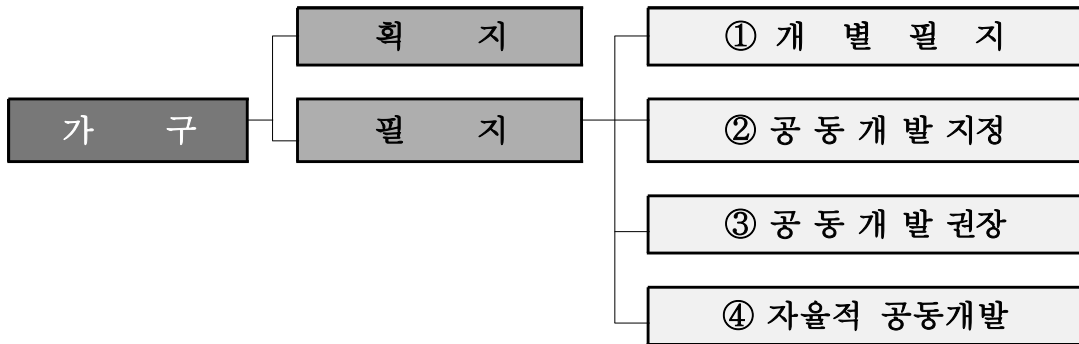 획 지
① 개 별 필 지
가 구
필 지
② 공 동 개 발 지정
③ 공 동 개 발 권장
④ 자율적 공동개발